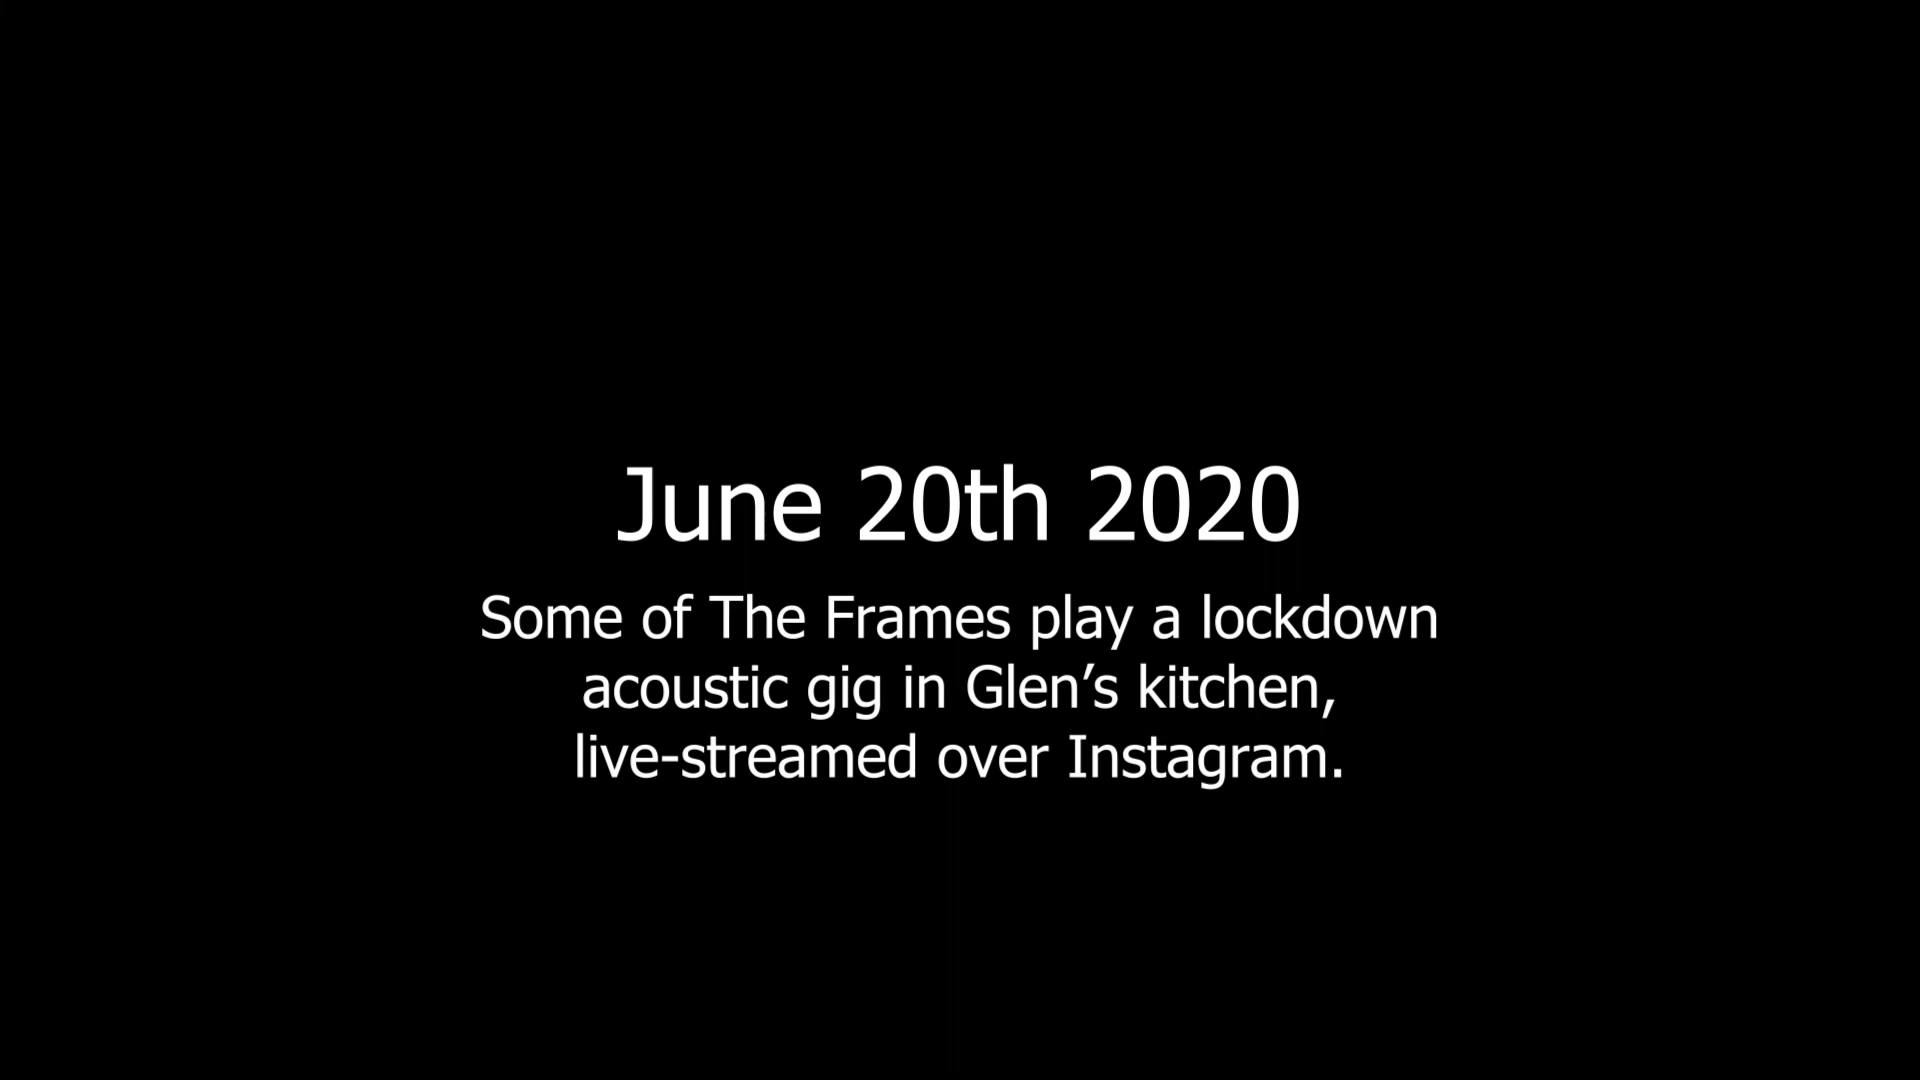 June 20th 2020
Some of The Frames play a lockdown
acoustic gig in Glen’s kitchen,
live-streamed over Instagram.